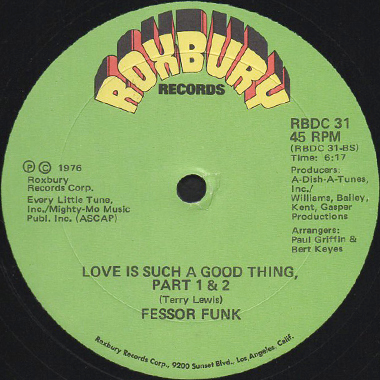 ROXBURY
RECORDS
RBDC 31
45 RPM
(RBDC 31-BS)
Time: 6:17
Ⓟ © 1976
Roxbury
Records Corp.
Every Little Tune,
Inc./Mighty-Mo Music
Publ. Inc. (ASCAP)
Producers:
A-Dish-A-Tunes,
Inc./
Williams, Bailey,
Kent, Gasper
Productions
Arrangers:
Paul Griffin &
Bert Keyes
LOVE IS SUCH A GOOD THING,
PART 1 & 2
(Terry Lewis)
FESSOR FUNK
Roxbury Records Corp., 9200 Sunset Blvd., Los Angeles, Calif.